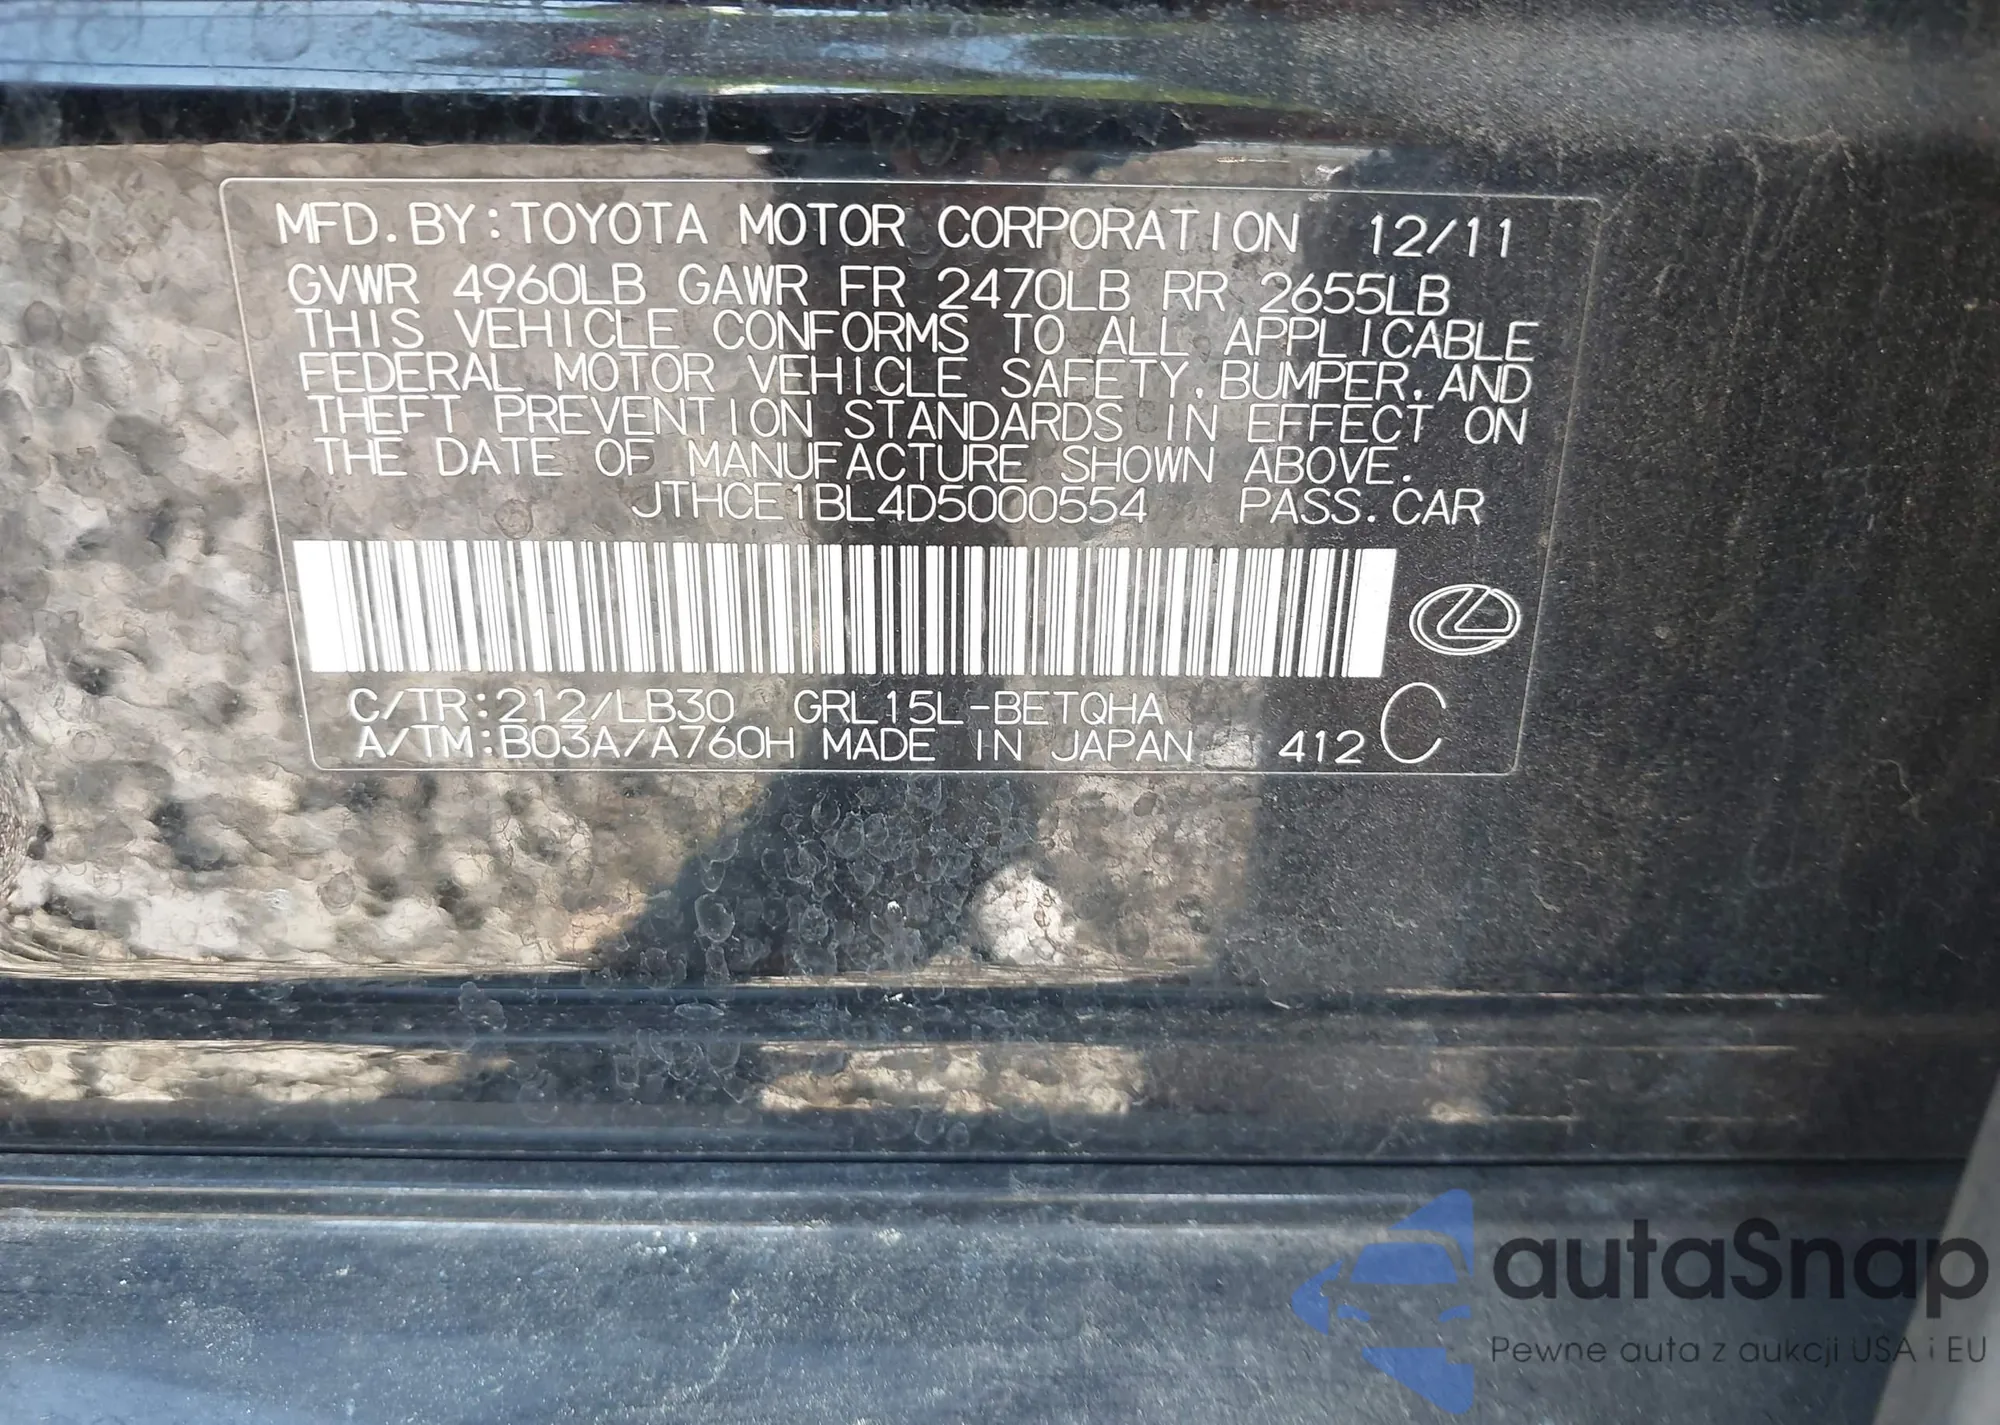 MFD. BY: TOYOTA MOTOR CORPORATION 12/11
GVWR 4960LB GAWR FR 2470LB RR 2655LB
THIS VEHICLE CONFORMS TO ALL APPLICABLE
FEDERAL MOTOR VEHICLE SAFETY, BUMPER, AND
THEFT PREVENTION STANDARDS IN EFFECT ON
THE DATE OF MANUFACTURE SHOWN ABOVE.
JTHCE1BL4D5000554 PASS. CAR
C/TR:212/LB30 GRL15L-BETQHA
A/TM:B03A/A760H MADE IN JAPAN 412 C
autaSnap
Pewne auta z aukcji USA i EU